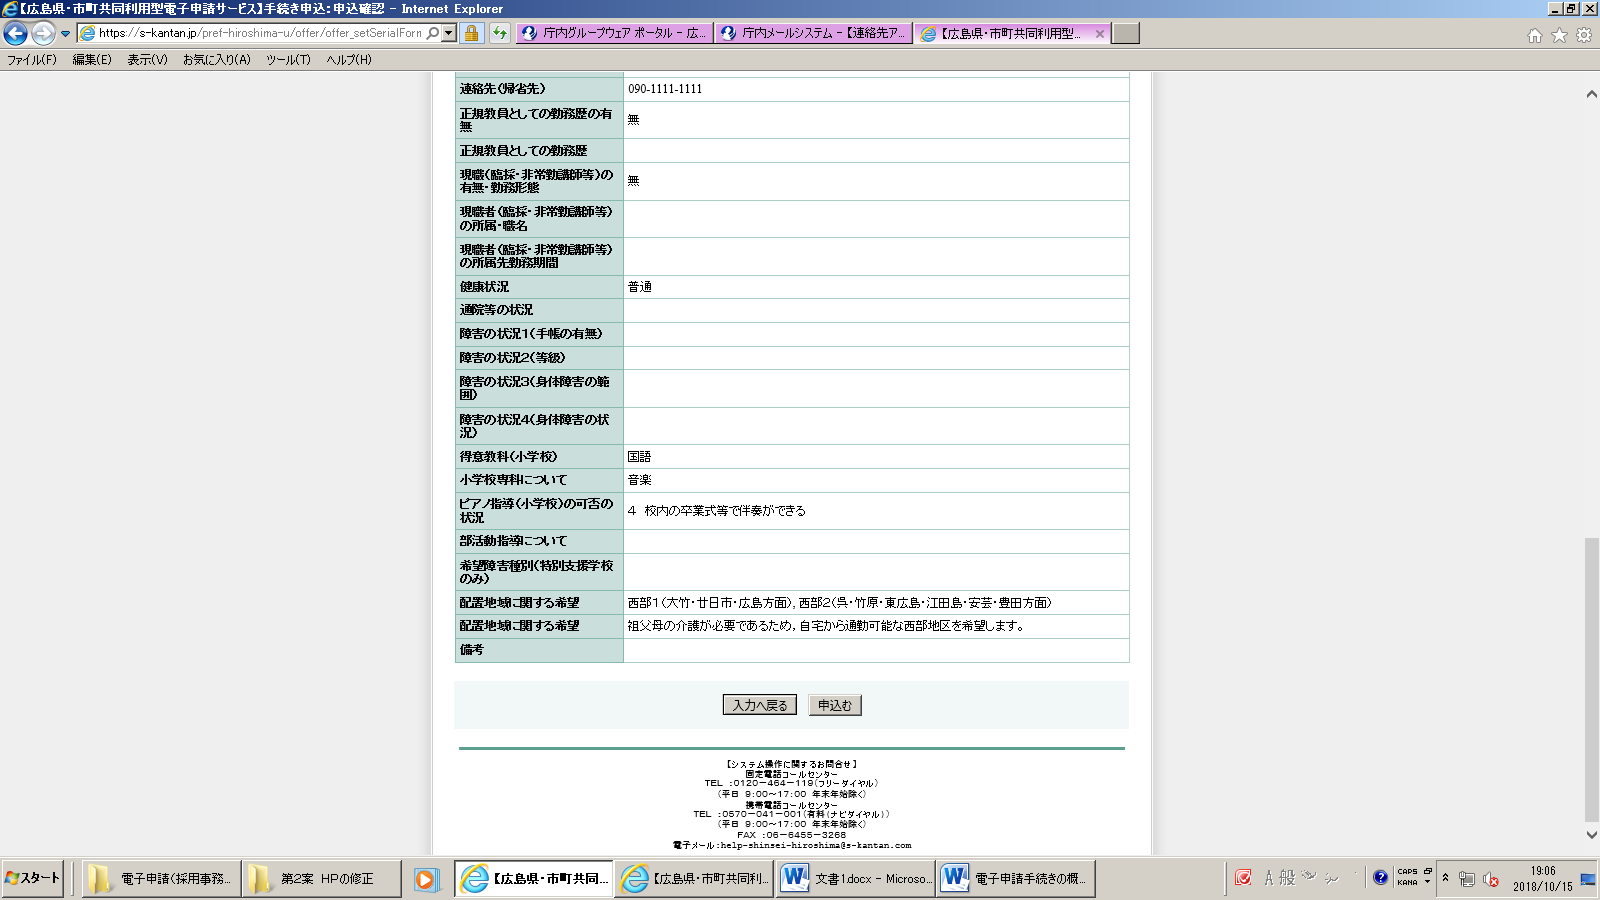 【広島県・市町共同利用型電子申請サービス】手続き申込：申込確認 - Internet Explorer
https://s-kantan.jp/pref-hiroshima-u/offer/offer_setSerialForn
庁内グループウェア ポータル - 広...
庁内メールシステム - 【連絡先ア...
【広島県・市町共同利用型...
ファイル(F) 編集(E) 表示(V) お気に入り(A) ツール(T) ヘルプ(H)
連絡先（帰省先） 090-1111-1111
正規教員としての勤務歴の有
無
無
正規教員としての勤務歴
現職（臨採・非常勤講師等）の
有無・勤務形態
無
現職者（臨採・非常勤講師等）
の所属・職名
現職者（臨採・非常勤講師等）
の所属先勤務期間
健康状況 普通
通院等の状況
障害の状況１（手帳の有無）
障害の状況２（等級）
障害の状況３（身体障害の範
囲）
障害の状況４（身体障害の状
況）
得意教科（小学校） 国語
小学校専科について 音楽
ピアノ指導（小学校）の可否の
状況
４　校内の卒業式等で伴奏ができる
部活動指導について
希望障害種別（特別支援学校
のみ）
配置地域に関する希望 西部１（大竹・廿日市・広島方面）, 西部２（呉・竹原・東広島・江田島・安芸・豊田方面）
配置地域に関する希望 祖父母の介護が必要であるため，自宅から通勤可能な西部地区を希望します。
備考
入力へ戻る 申込む
【システム操作に関するお問合せ】
固定電話コールセンター
TEL ：0120－464－119（フリーダイヤル）
（平日 9:00～17:00 年末年始除く）
携帯電話コールセンター
TEL ：0570－041－001（有料（ナビダイヤル））
（平日 9:00～17:00 年末年始除く）
FAX ：06－6455－3268
電子メール：help-shinsei-hiroshima@s-kantan.com
スタート
電子申請（採用事務...
第２案 ＨＰの修正
【広島県・市町共同...
【広島県・市町共同利...
文書1.docx - Microso...
電子申請手続きの概...
A 般
CAPS
KANA
19:06
2018/10/15